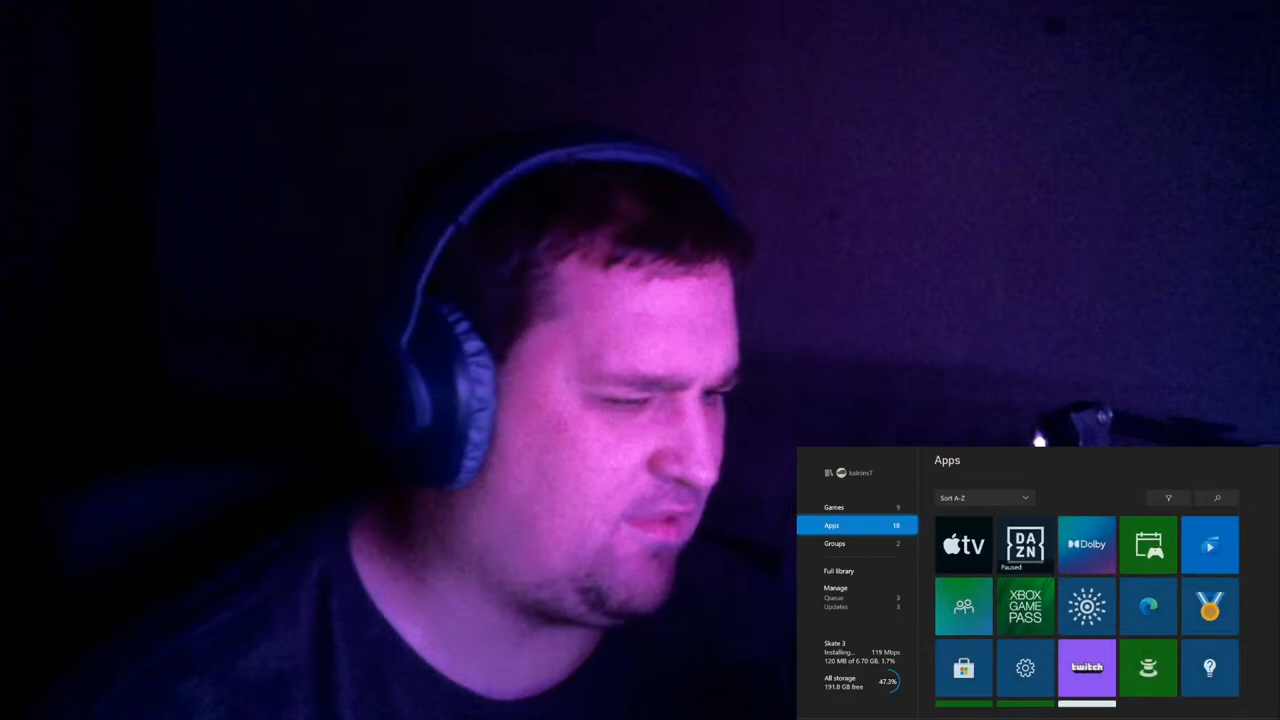 kalnins7
Games 9
Apps 18
Groups 2
Full library
Manage
Queue 3
Updates 3
Skate 3
Installing... 119 Mbps
120 MB of 6.70 GB, 1.7%
All storage
191.8 GB free
47.3%
Apps
Sort A-Z
tv
DAZN
Paused
Dolby
XBOX
GAME
PASS
twitch